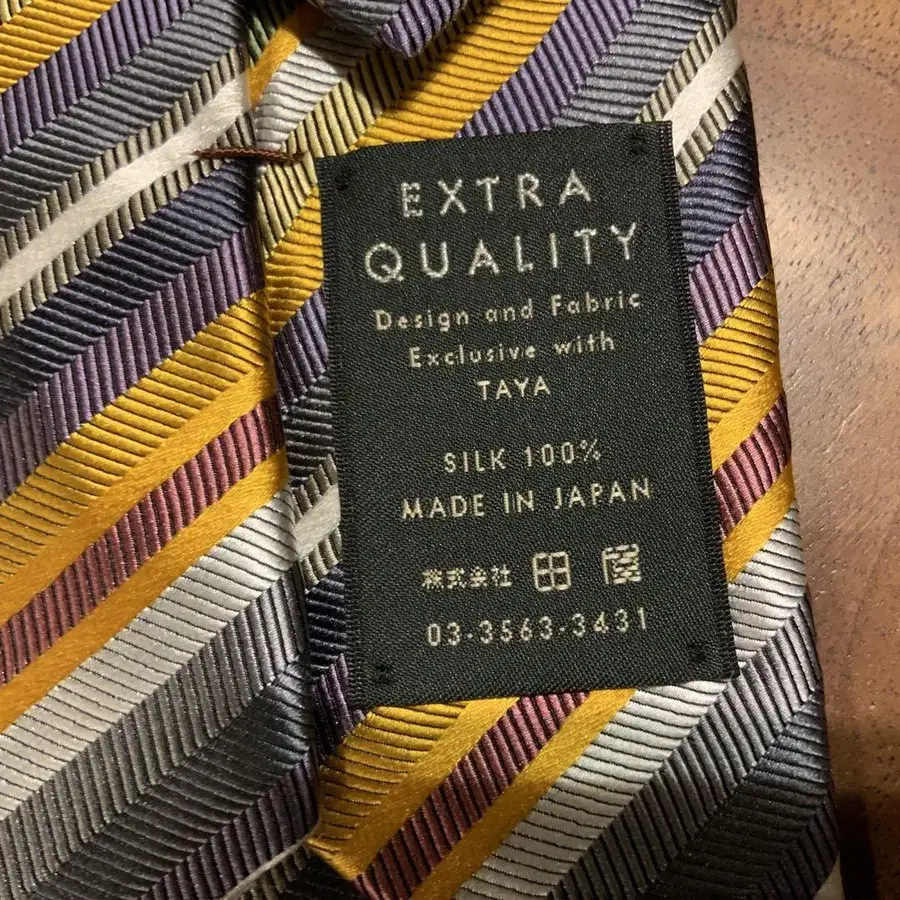 EXTRA
QUALITY
Design and Fabric
Exclusive with
TAYA
SILK 100%
MADE IN JAPAN
株式会社 田屋
03-3563-3431